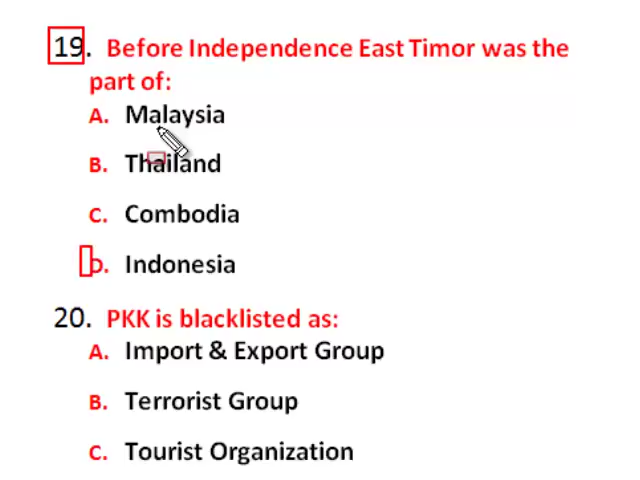 19. Before Independence East Timor was the
part of:
A. Malaysia
B. Thailand
C. Combodia
D. Indonesia
20. PKK is blacklisted as:
A. Import & Export Group
B. Terrorist Group
C. Tourist Organization